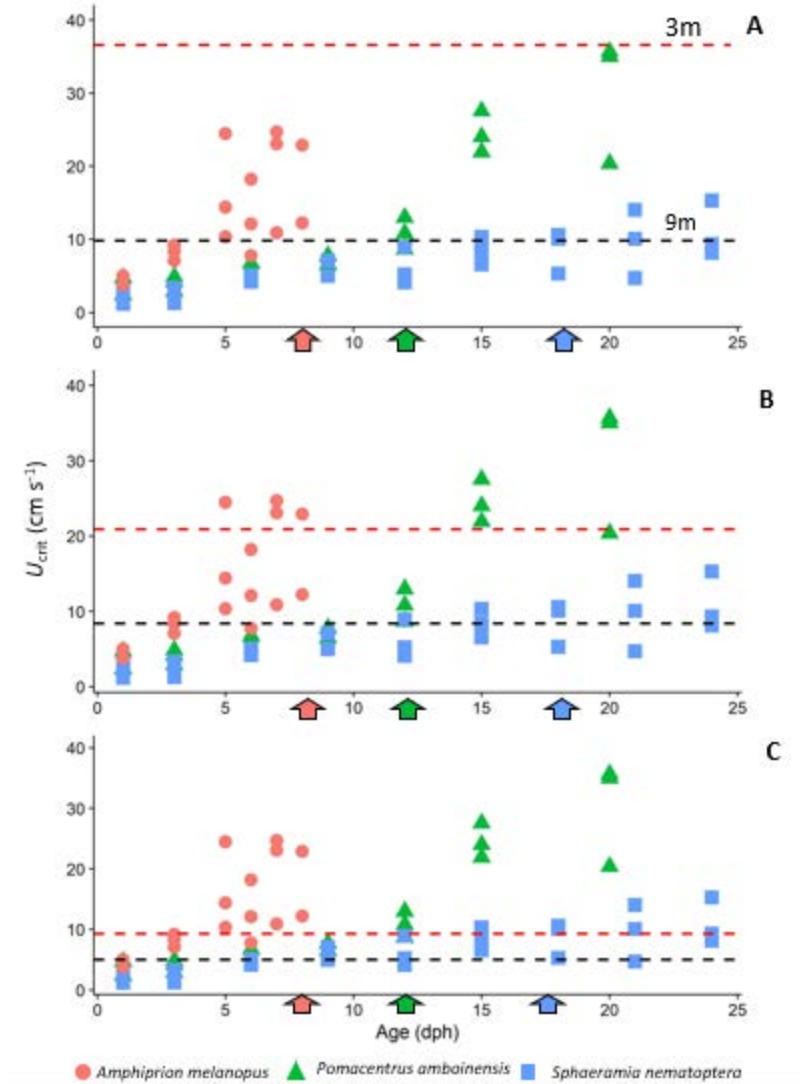 40
3m
A
30
20
9m
10
0
0 5 10 15 20 25
40
B
30
20
10
0
0 5 10 15 20 25
Ucrit (cm s⁻¹)
40
C
30
20
10
0
0 5 10 15 20 25
Age (dph)
Amphiprion melanopus Pomacentrus amboinensis Sphaeramia nematoptera